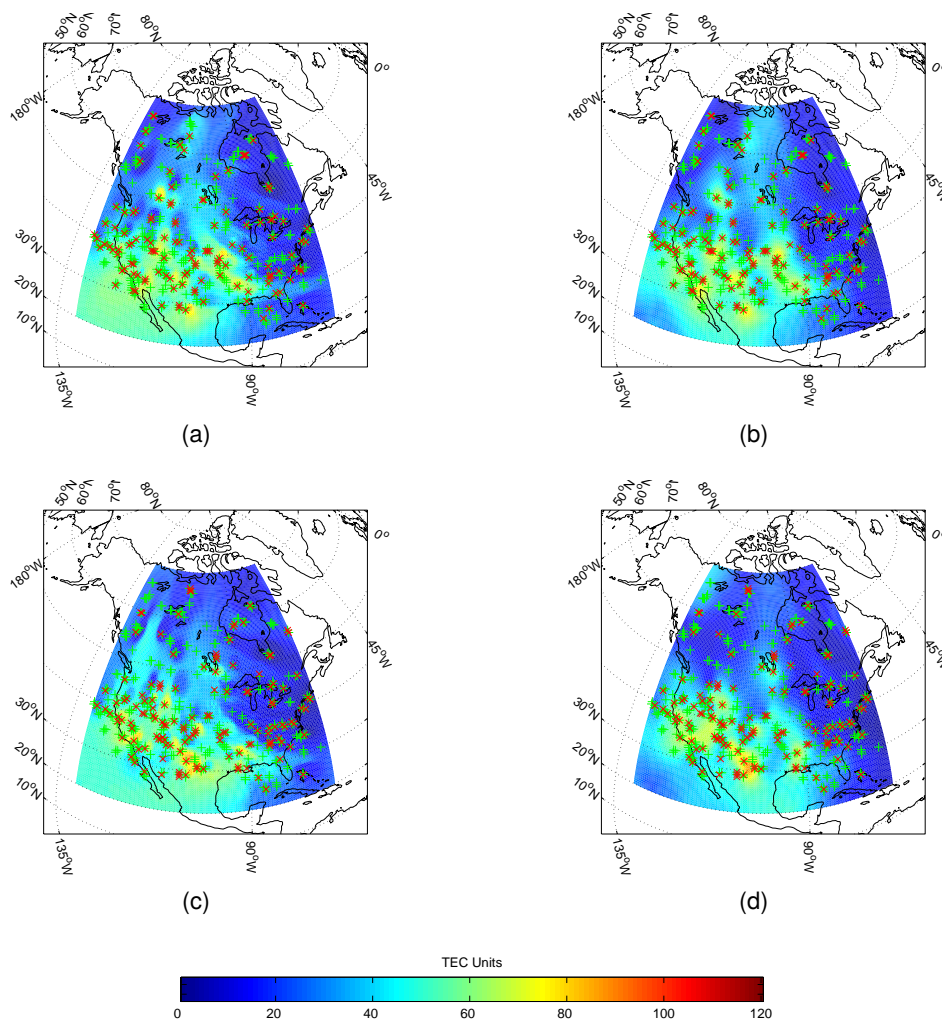 50°N 60°N 70°N 80°N 0° 50°N 60°N 70°N 80°N 0°
180°W 180°W
45°W 45°W
30°N 30°N
20°N 20°N
10°N 10°N
135°W 90°W 135°W 90°W
(a) (b)
50°N 60°N 70°N 80°N 0° 50°N 60°N 70°N 80°N 0°
180°W 180°W
45°W 45°W
30°N 30°N
20°N 20°N
10°N 10°N
135°W 90°W 135°W 90°W
(c) (d)
TEC Units
0 20 40 60 80 100 120